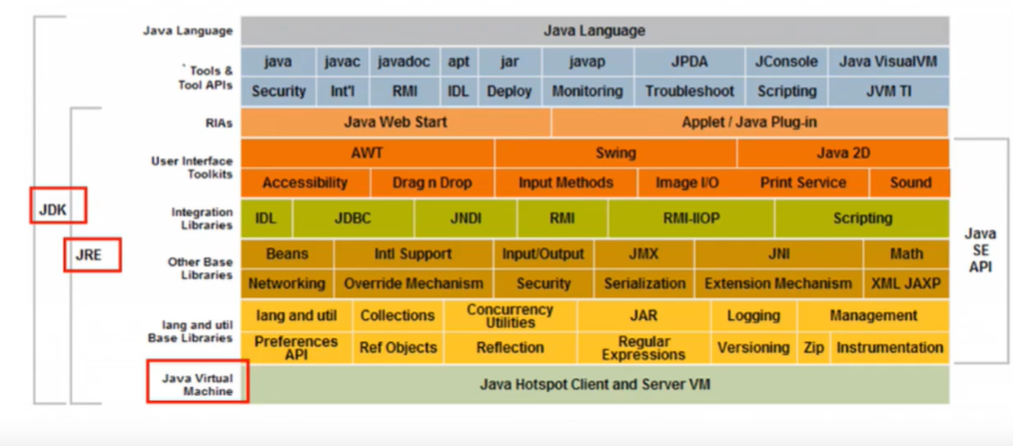 Java Language Java Language
java javac javadoc apt jar javap JPDA JConsole Java VisualVM
` Tools &
Tool APIs
Security Int'l RMI IDL Deploy Monitoring Troubleshoot Scripting JVM TI
RIAs Java Web Start Applet / Java Plug-in
User Interface
Toolkits
AWT Swing Java 2D
Accessibility Drag n Drop Input Methods Image I/O Print Service Sound
JDK
Integration
Libraries
IDL JDBC JNDI RMI RMI-IIOP Scripting
Java
SE
API
JRE
Other Base
Libraries
Beans Intl Support Input/Output JMX JNI Math
Networking Override Mechanism Security Serialization Extension Mechanism XML JAXP
lang and util
Base Libraries
lang and util Collections Concurrency Utilities JAR Logging Management
Preferences API Ref Objects Reflection Regular Expressions Versioning Zip Instrumentation
Java Virtual
Machine
Java Hotspot Client and Server VM